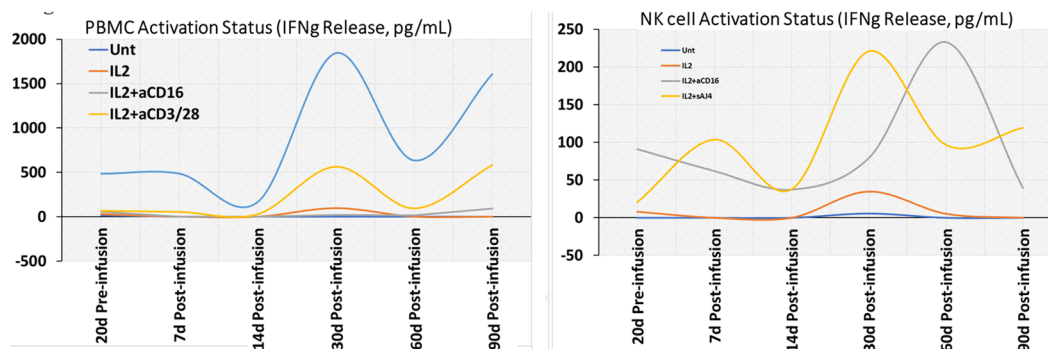 PBMC Activation Status (IFNg Release, pg/mL)
2000
1500
1000
500
0
-500
Unt
IL2
IL2+aCD16
IL2+aCD3/28
20d Pre-infusion
7d Post-infusion
14d Post-infusion
30d Post-infusion
60d Post-infusion
90d Post-infusion
NK cell Activation Status (IFNg Release, pg/mL)
250
200
150
100
50
0
-50
Unt
IL2
IL2+aCD16
IL2+sAJ4
20d Pre-infusion
7d Post-infusion
14d Post-infusion
30d Post-infusion
60d Post-infusion
90d Post-infusion